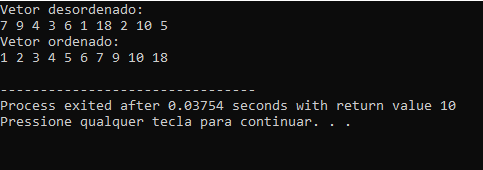 Vetor desordenado:
7 9 4 3 6 1 18 2 10 5
Vetor ordenado:
1 2 3 4 5 6 7 9 10 18
--------------------------------
Process exited after 0.03754 seconds with return value 10
Pressione qualquer tecla para continuar. . .